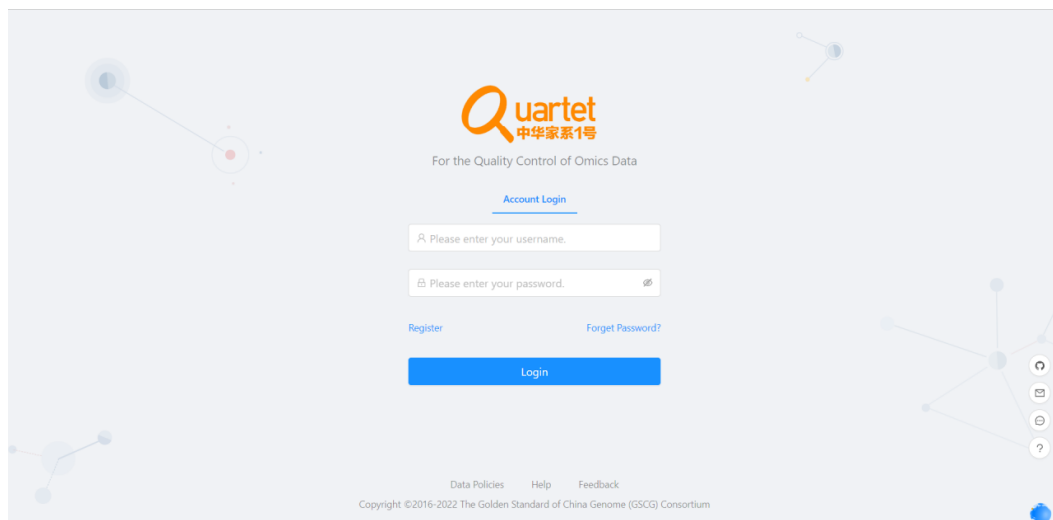 Quartet
中华家系1号
For the Quality Control of Omics Data
Account Login
Please enter your username.
Please enter your password.
Register Forget Password?
Login
Data Policies Help Feedback
Copyright ©2016-2022 The Golden Standard of China Genome (GSCG) Consortium